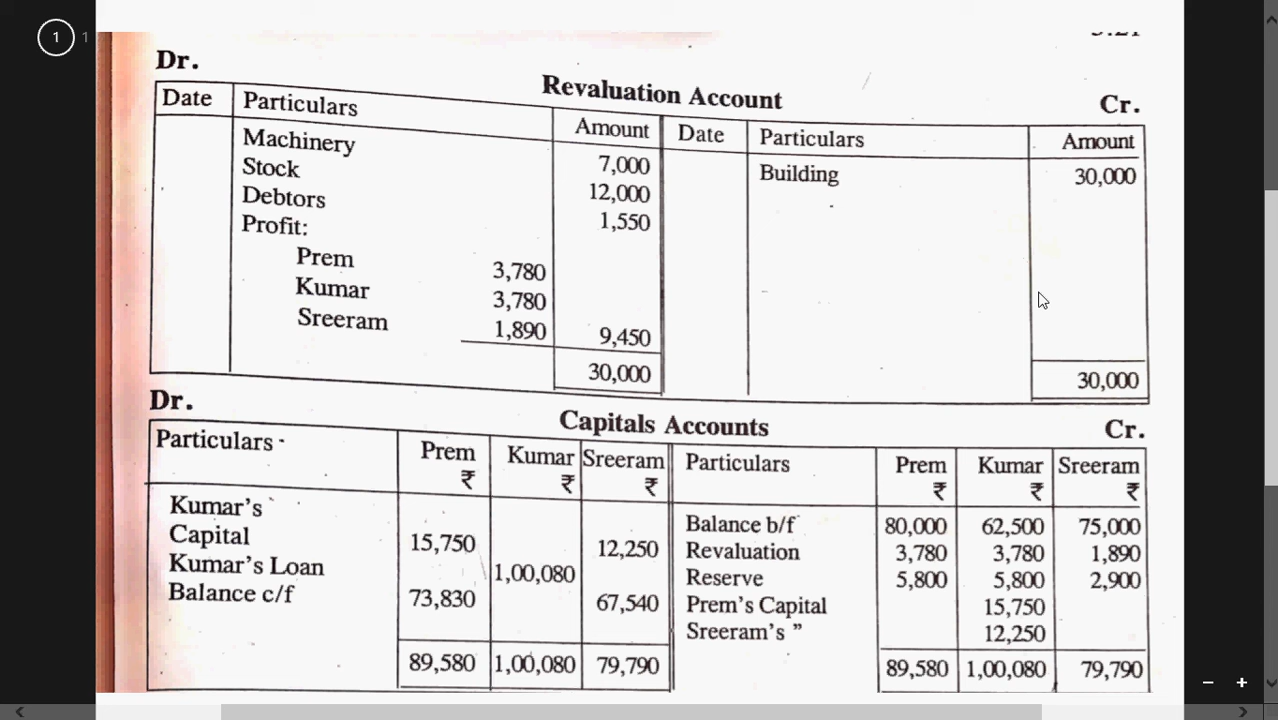 1 1
Dr.
Revaluation Account
Cr.
Date Particulars Amount Date Particulars Amount
Machinery 7,000 Building 30,000
Stock 12,000
Debtors 1,550
Profit:
Prem 3,780
Kumar 3,780
Sreeram 1,890 9,450
30,000 30,000
Dr.
Capitals Accounts
Cr.
Particulars Prem Kumar Sreeram Particulars Prem Kumar Sreeram
₹ ₹ ₹ ₹ ₹ ₹
Kumar's
Capital 15,750 12,250
Kumar's Loan 1,00,080
Balance c/f 73,830 67,540
Balance b/f 80,000 62,500 75,000
Revaluation 3,780 3,780 1,890
Reserve 5,800 5,800 2,900
Prem's Capital 15,750
Sreeram's ” 12,250
89,580 1,00,080 79,790 89,580 1,00,080 79,790